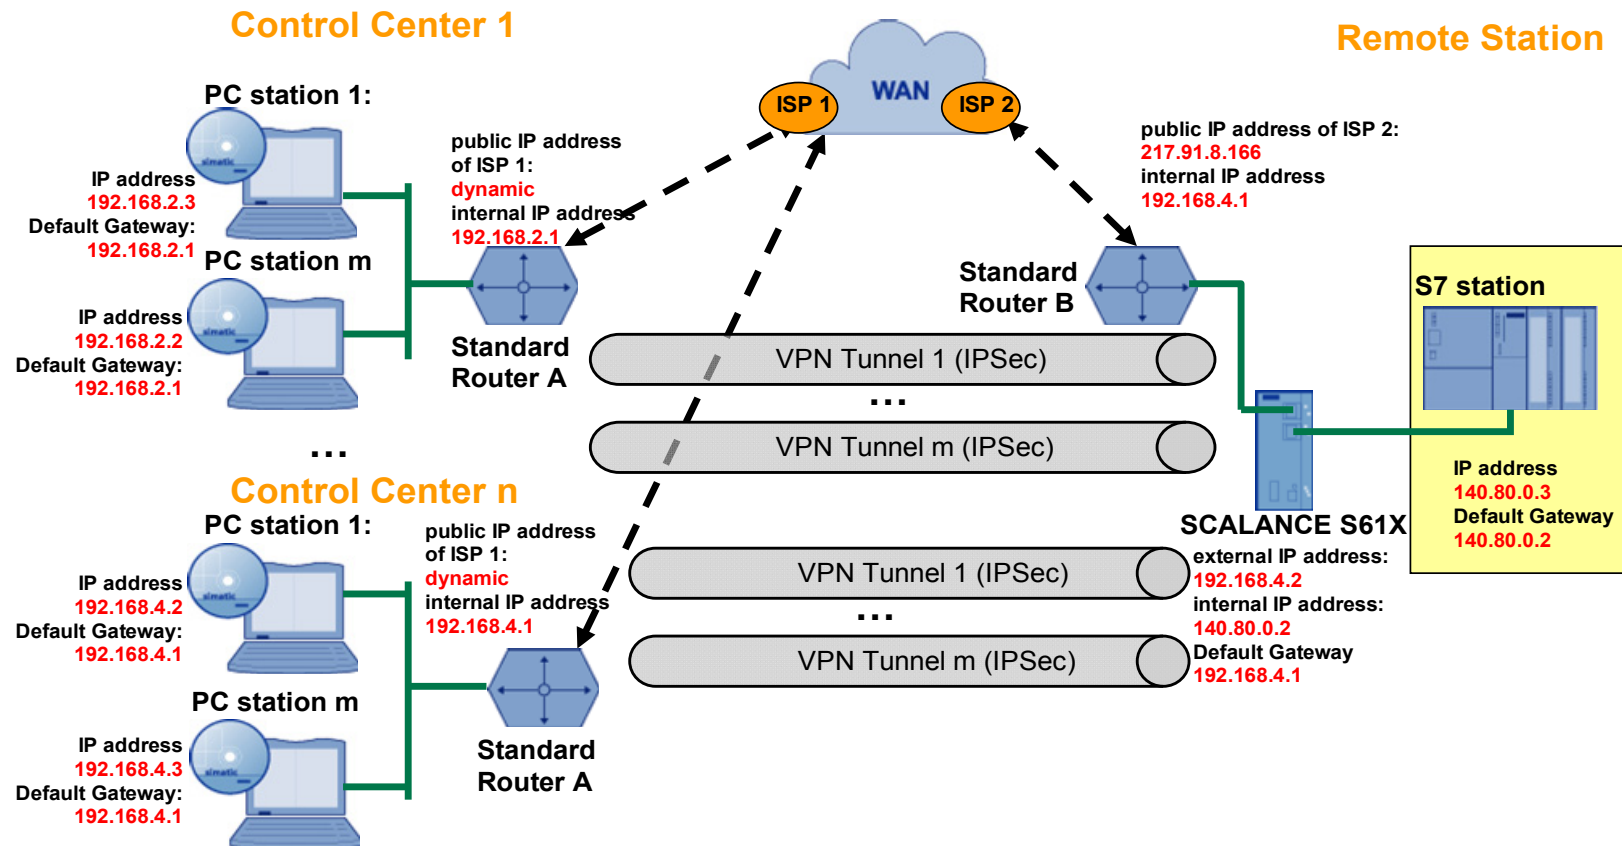 Control Center 1
Remote Station
WAN
ISP 1
ISP 2
PC station 1:
IP address
192.168.2.3
Default Gateway:
192.168.2.1
simatic
PC station m
IP address
192.168.2.2
Default Gateway:
192.168.2.1
simatic
public IP address
of ISP 1:
dynamic
internal IP address
192.168.2.1
Standard
Router A
public IP address of ISP 2:
217.91.8.166
internal IP address
192.168.4.1
Standard
Router B
S7 station
IP address
140.80.0.3
Default Gateway
140.80.0.2
VPN Tunnel 1 (IPSec)
...
VPN Tunnel m (IPSec)
SCALANCE S61X
external IP address:
192.168.4.2
internal IP address:
140.80.0.2
Default Gateway
192.168.4.1
...
Control Center n
PC station 1:
IP address
192.168.4.2
Default Gateway:
192.168.4.1
simatic
PC station m
IP address
192.168.4.3
Default Gateway:
192.168.4.1
simatic
public IP address
of ISP 1:
dynamic
internal IP address
192.168.4.1
Standard
Router A
VPN Tunnel 1 (IPSec)
...
VPN Tunnel m (IPSec)